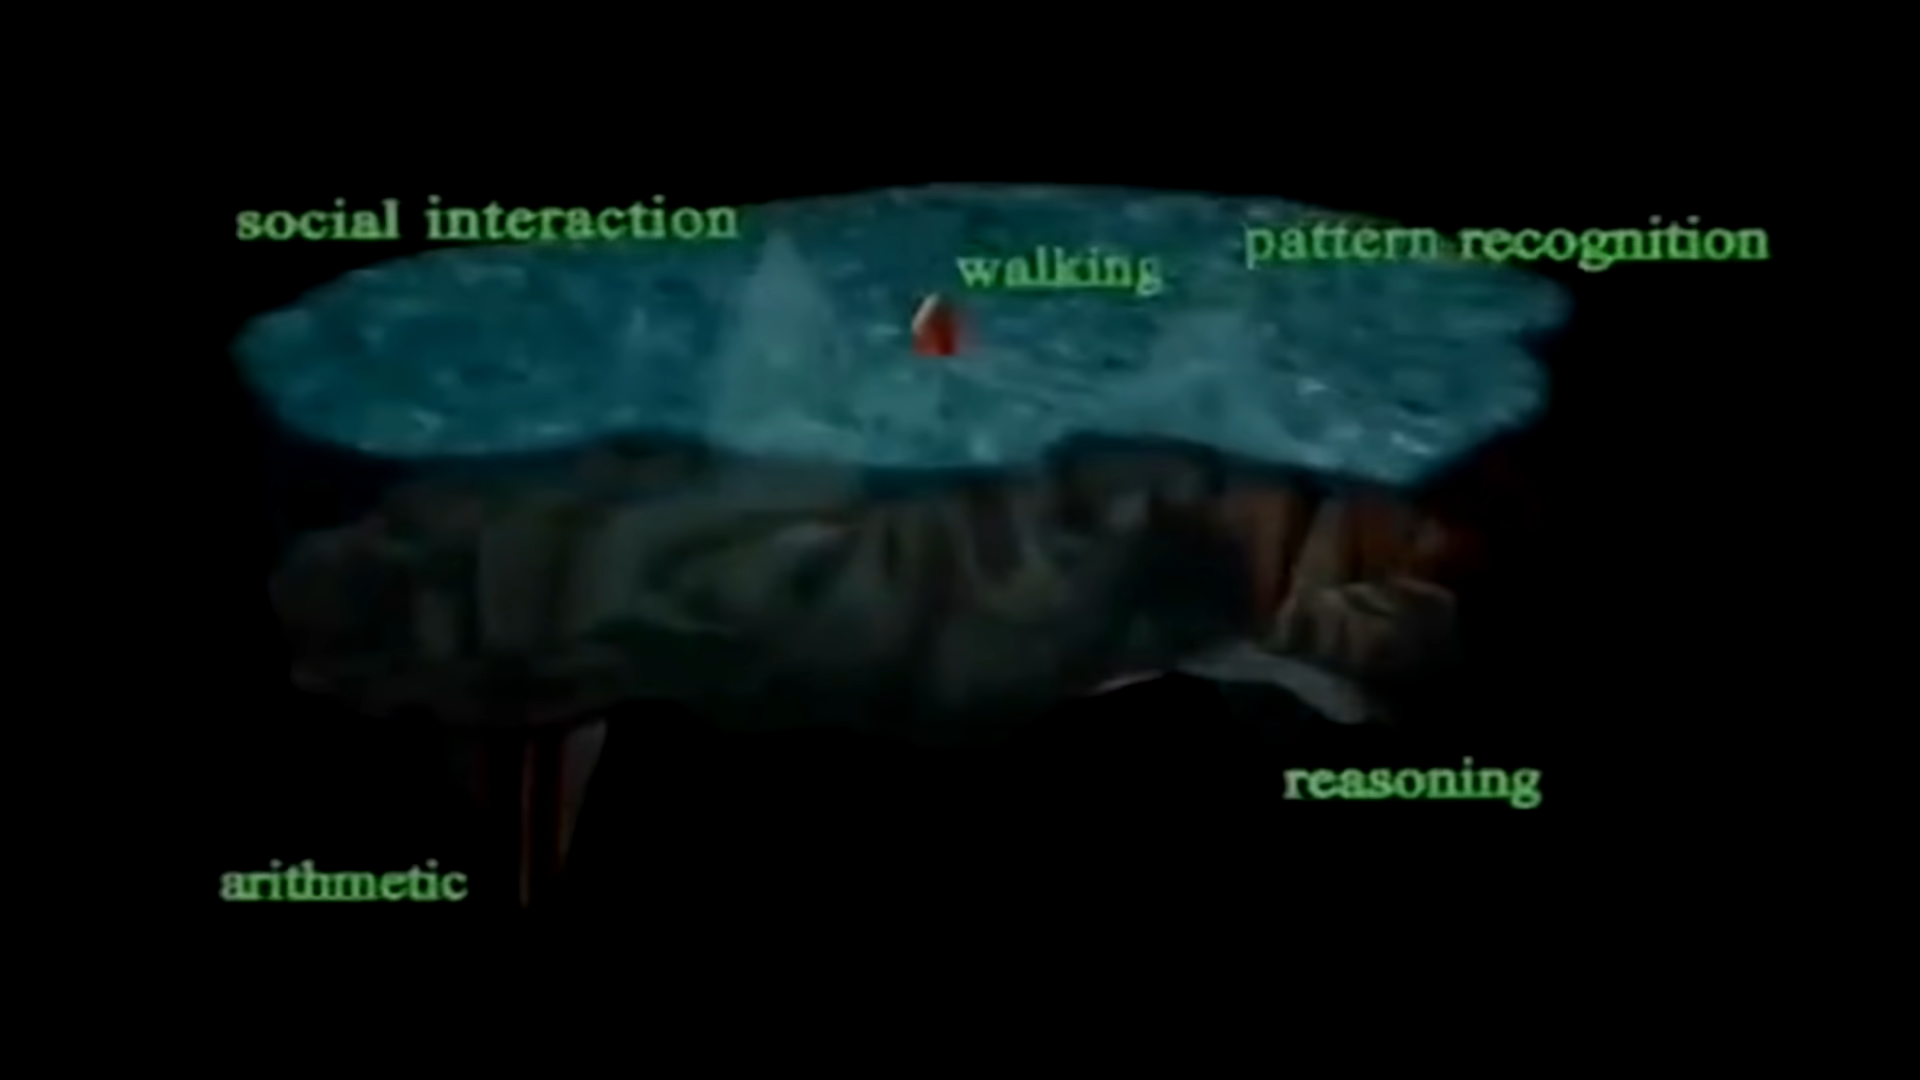 social interaction
walking
pattern recognition
reasoning
arithmetic